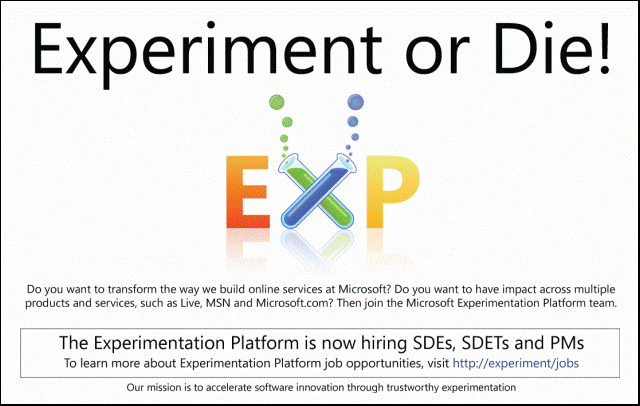 Experiment or Die!
EXP
Do you want to transform the way we build online services at Microsoft? Do you want to have impact across multiple
products and services, such as Live, MSN and Microsoft.com? Then join the Microsoft Experimentation Platform team.
The Experimentation Platform is now hiring SDEs, SDETs and PMs
To learn more about Experimentation Platform job opportunities, visit http://experiment/jobs
Our mission is to accelerate software innovation through trustworthy experimentation